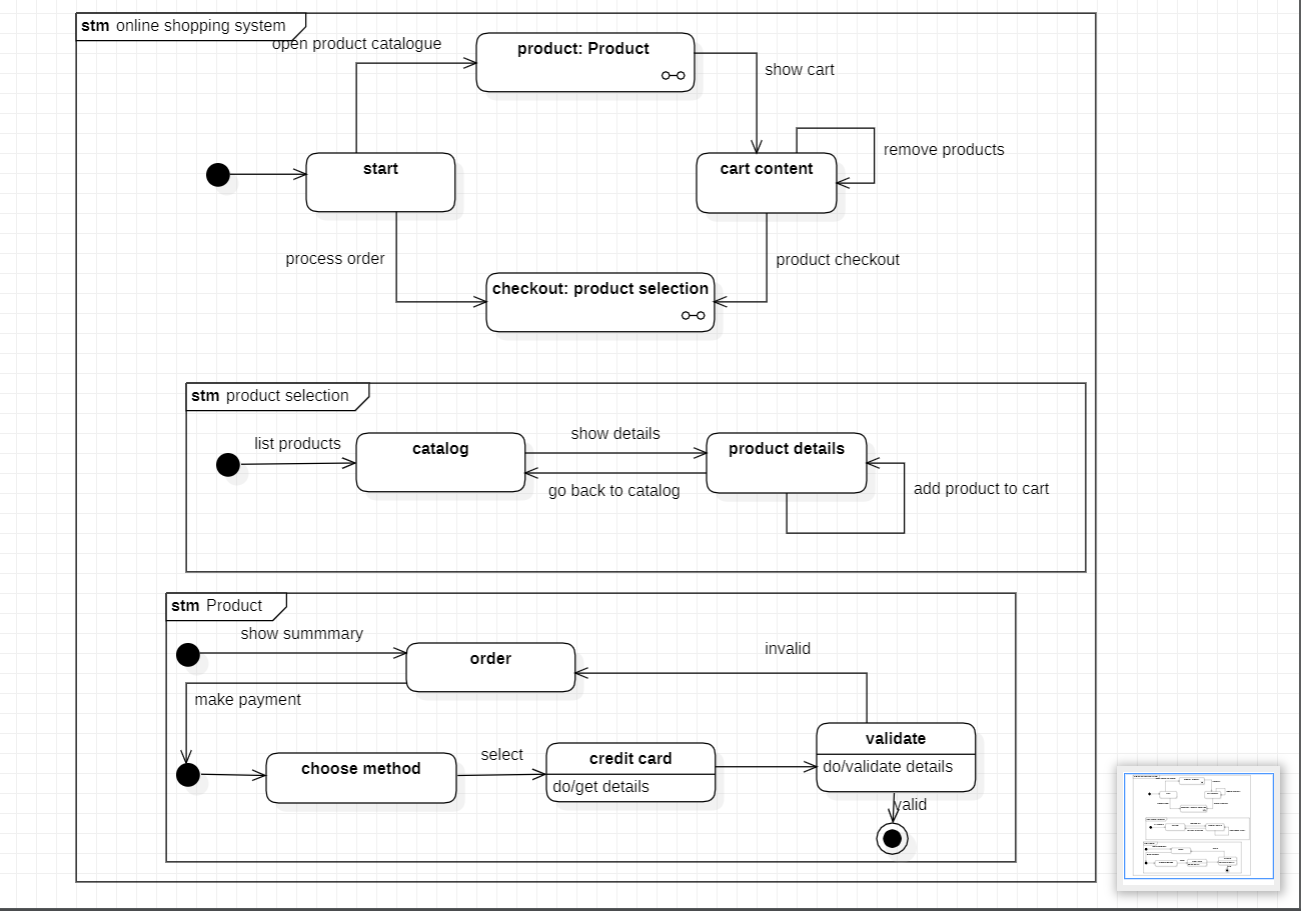 stm online shopping system
open product catalogue
product: Product
show cart
start
cart content
remove products
process order
product checkout
checkout: product selection
stm product selection
list products
catalog
show details
product details
go back to catalog
add product to cart
stm Product
show summmary
order
invalid
make payment
choose method
select
credit card
do/get details
validate
do/validate details
valid